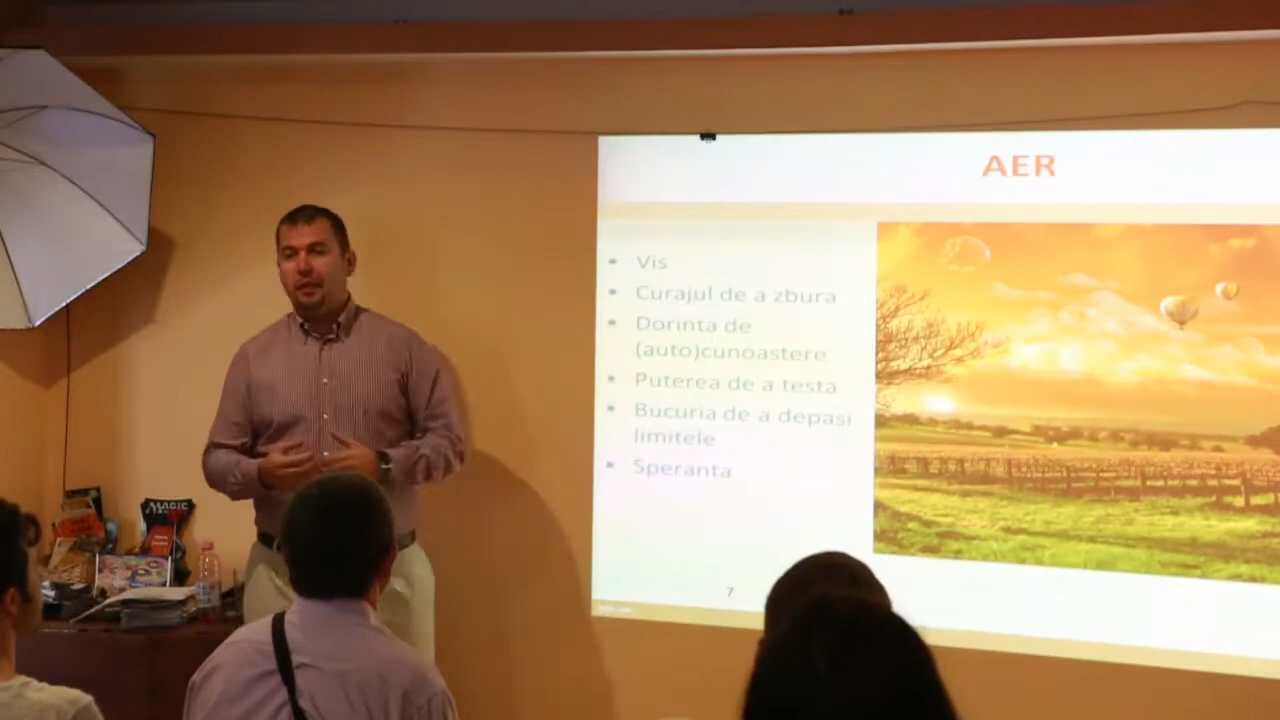 AER
Vis
Curajul de a zbura
Dorinta de
(auto)cunoastere
Puterea de a testa
Bucuria de a depasi
limitele
Speranta
7
MAGIC